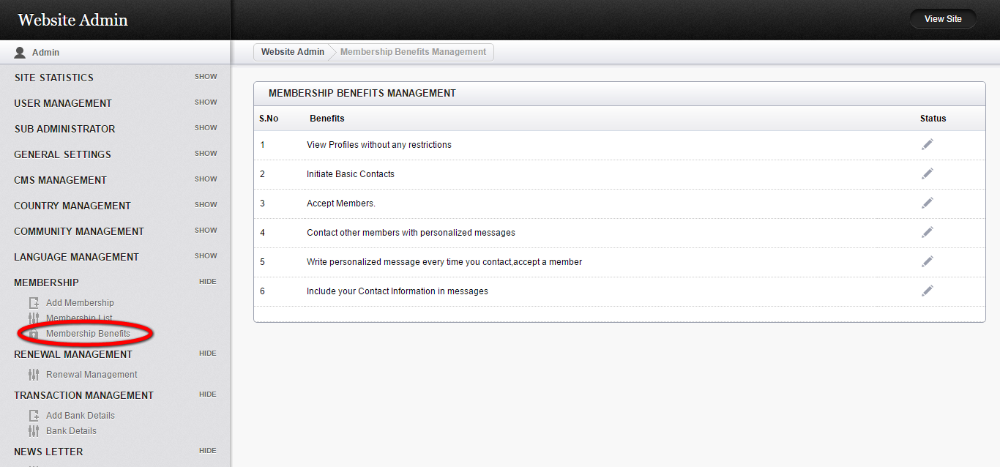 Website Admin
View Site
Admin
Website Admin
Membership Benefits Management
SITE STATISTICS SHOW
USER MANAGEMENT SHOW
SUB ADMINISTRATOR SHOW
GENERAL SETTINGS SHOW
CMS MANAGEMENT SHOW
COUNTRY MANAGEMENT SHOW
COMMUNITY MANAGEMENT SHOW
LANGUAGE MANAGEMENT SHOW
MEMBERSHIP HIDE
Add Membership
Membership List
Membership Benefits
RENEWAL MANAGEMENT HIDE
Renewal Management
TRANSACTION MANAGEMENT HIDE
Add Bank Details
Bank Details
NEWS LETTER HIDE
MEMBERSHIP BENEFITS MANAGEMENT
S.No Benefits Status
1 View Profiles without any restrictions
2 Initiate Basic Contacts
3 Accept Members.
4 Contact other members with personalized messages
5 Write personalized message every time you contact,accept a member
6 Include your Contact Information in messages